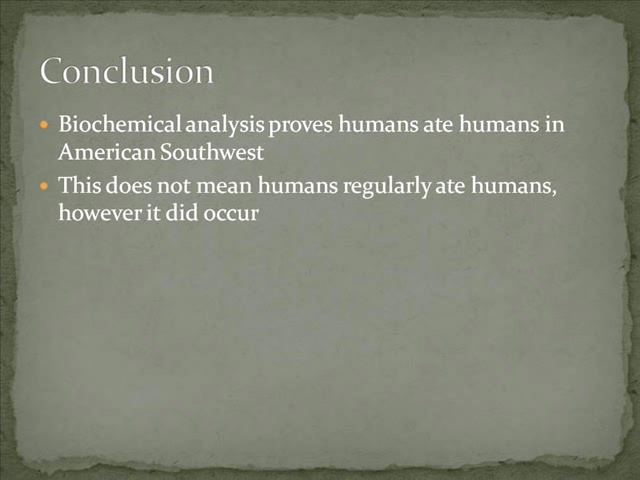 Conclusion
Biochemical analysis proves humans ate humans in
American Southwest
This does not mean humans regularly ate humans,
however it did occur